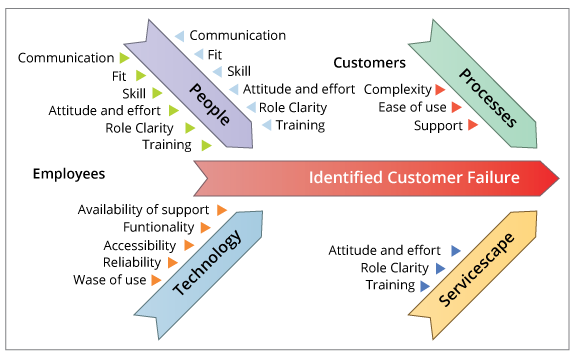 Communication
Fit
Skill
Attitude and effort
Role Clarity
Training
People
Communication
Fit
Skill
Attitude and effort
Role Clarity
Training
Customers
Complexity
Ease of use
Support
Processes
Employees
Identified Customer Failure
Availability of support
Funtionality
Accessibility
Reliability
Wase of use
Technology
Attitude and effort
Role Clarity
Training
Servicescape